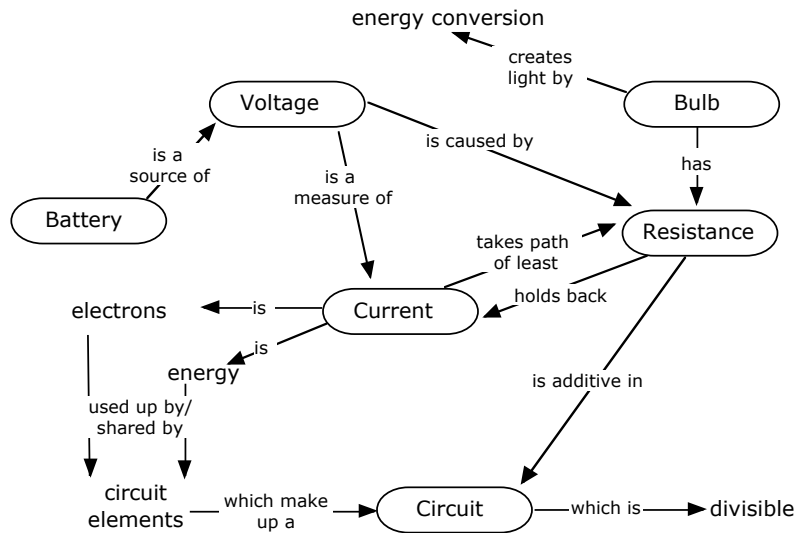 energy conversion
creates
light by
Voltage
Bulb
is a
source of
is caused by
has
is a
measure of
Battery
Resistance
takes path
of least
holds back
electrons
is
Current
is
energy
is additive in
used up by/
shared by
circuit
elements
which make
up a
Circuit
which is
divisible